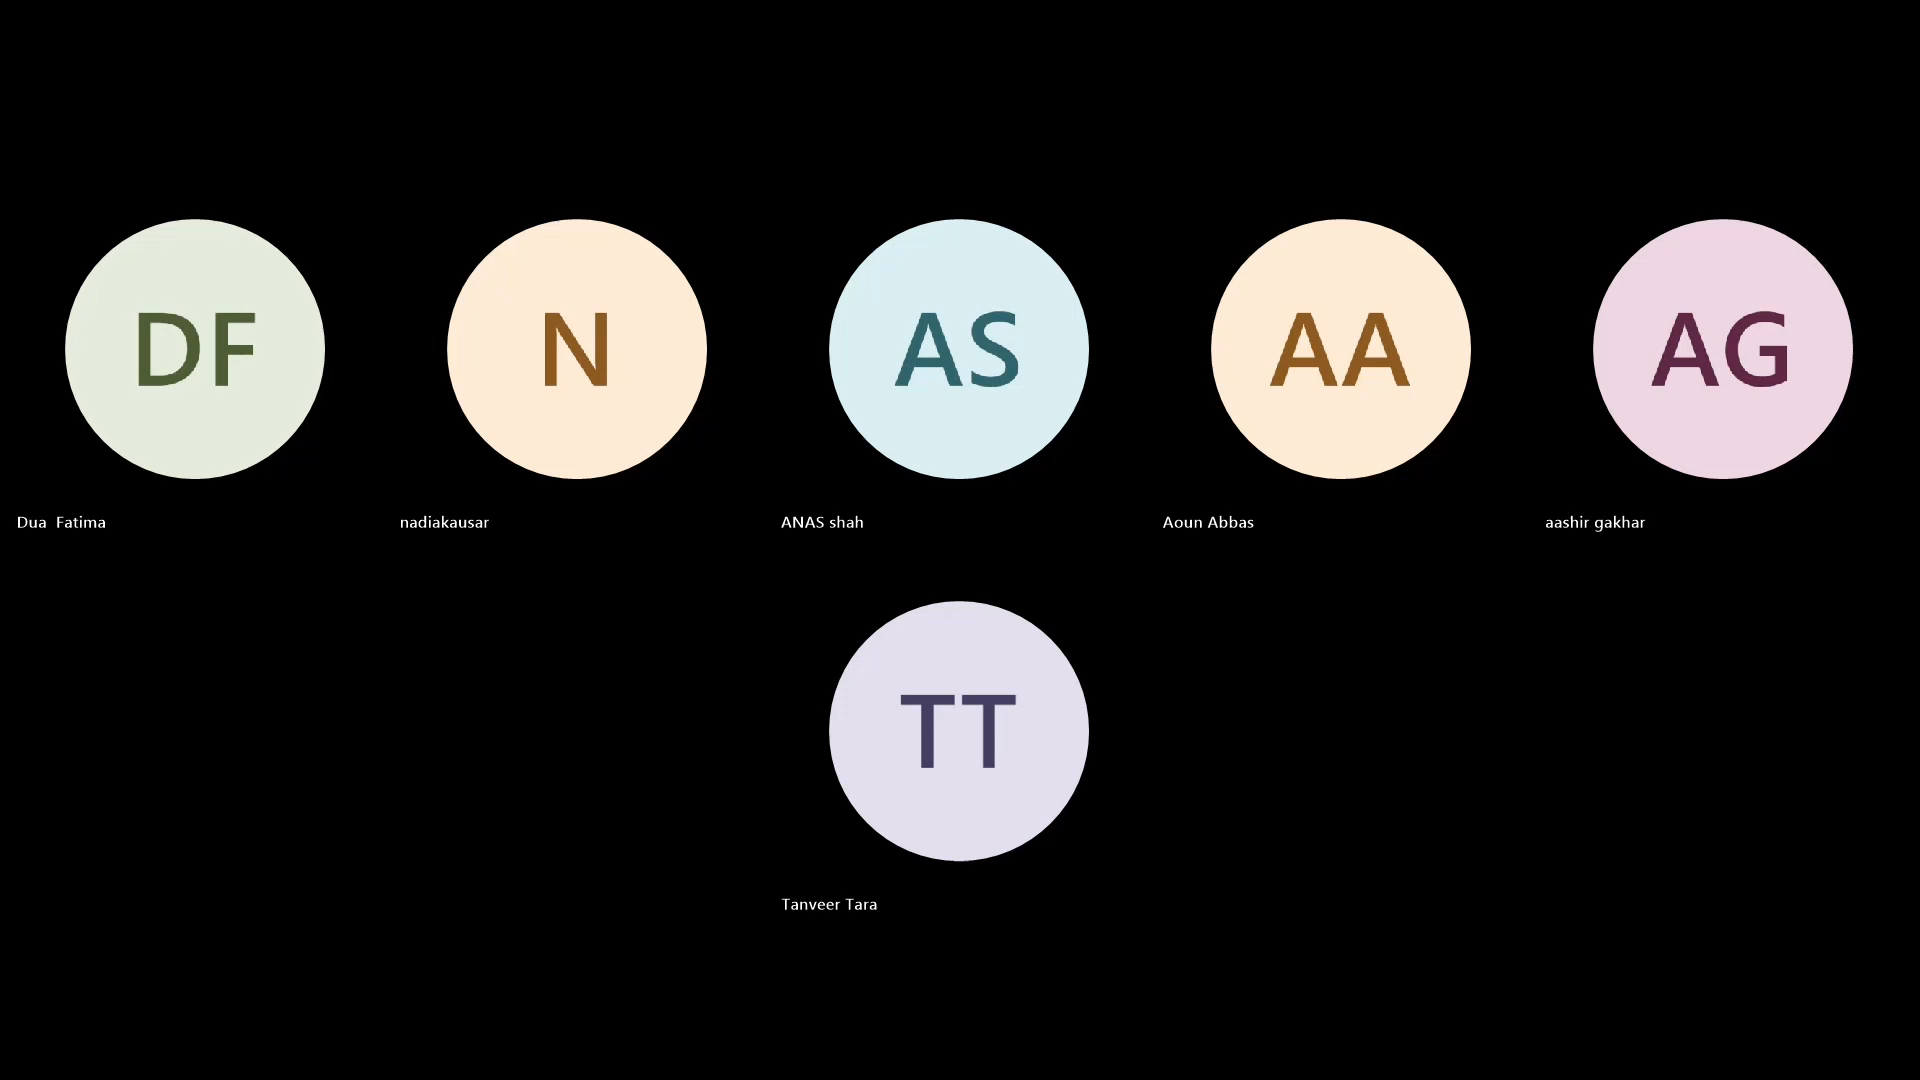 DF
N
AS
AA
AG
Dua  Fatima
nadiakausar
ANAS shah
Aoun Abbas
aashir gakhar
TT
Tanveer Tara